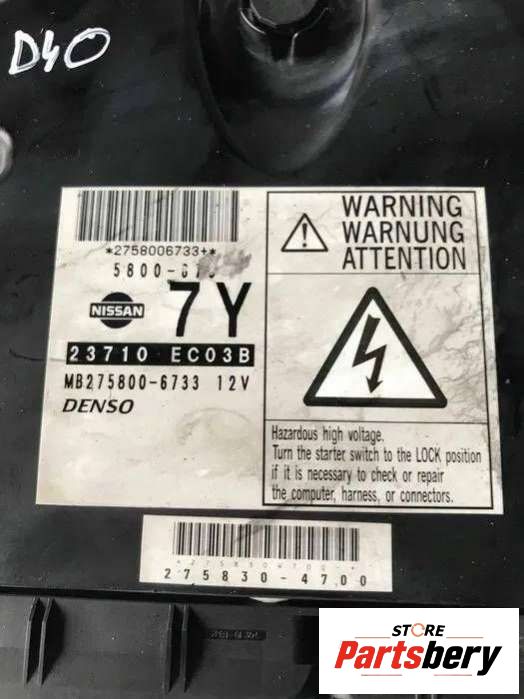 D40
*2758006733+*
5800-
NISSAN
7Y
23710 EC03B
MB275800-6733 12V
DENSO
WARNING
WARNUNG
ATTENTION
Hazardous high voltage.
Turn the starter switch to the LOCK position
if it is necessary to check or repair
the computer, harness, or connectors.
275830-4700
STORE
Partsbery